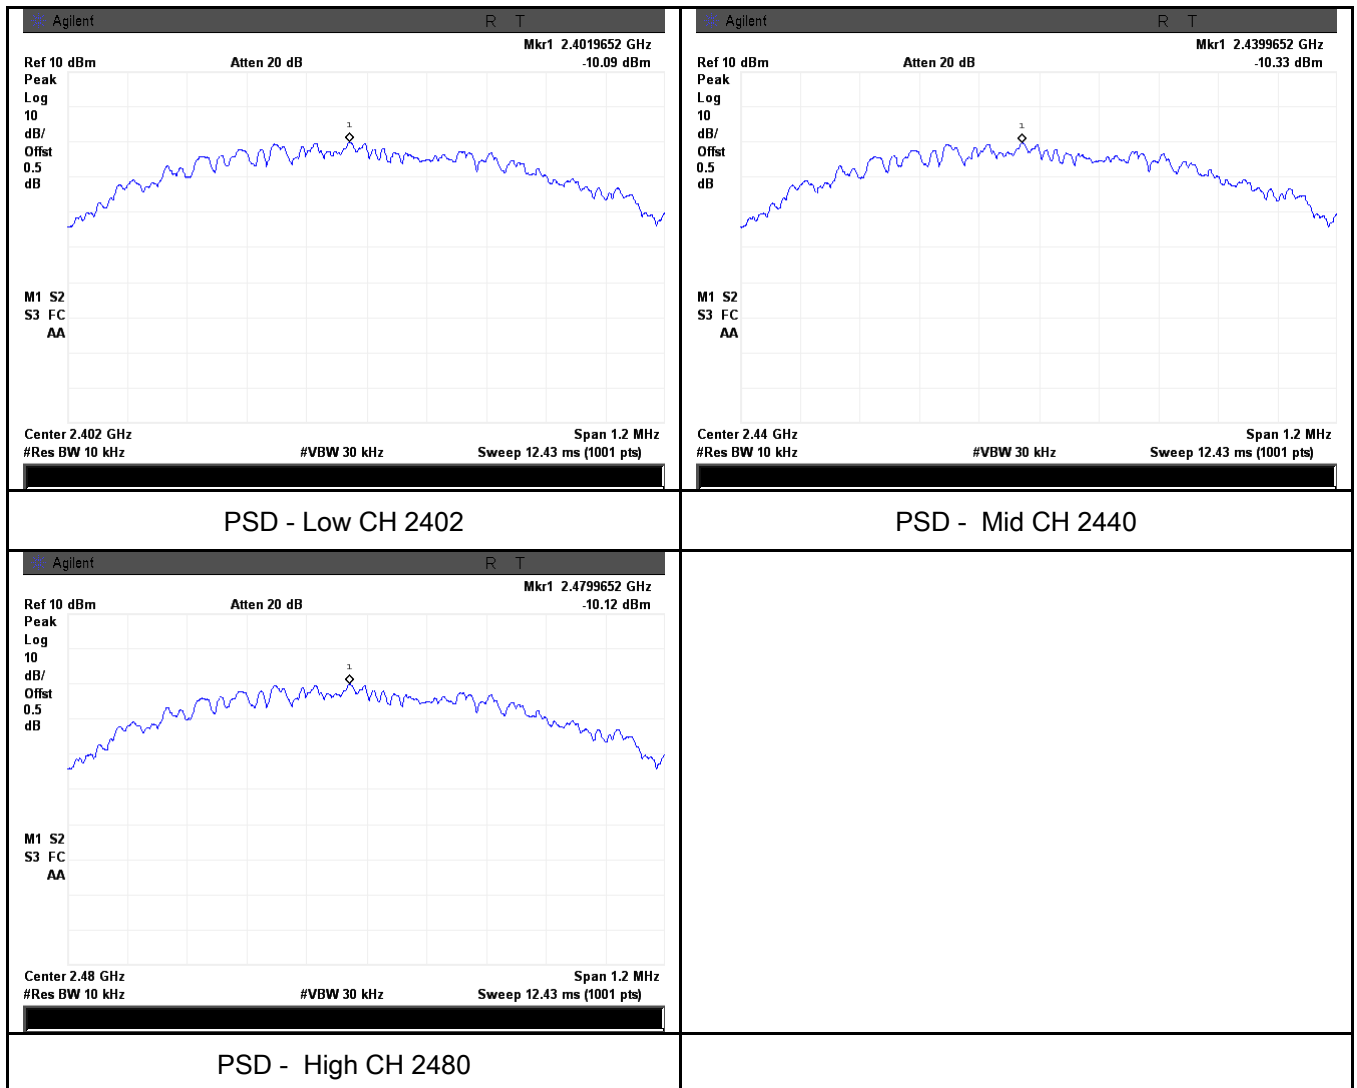 Agilent R T
Mkr1 2.4019652 GHz
Ref 10 dBm Atten 20 dB -10.09 dBm
Peak
Log
10
dB/
Offst
0.5
dB
1
M1 S2
S3 FC
AA
Center 2.402 GHz Span 1.2 MHz
#Res BW 10 kHz #VBW 30 kHz Sweep 12.43 ms (1001 pts)
PSD - Low CH 2402
Agilent R T
Mkr1 2.4399652 GHz
Ref 10 dBm Atten 20 dB -10.33 dBm
Peak
Log
10
dB/
Offst
0.5
dB
1
M1 S2
S3 FC
AA
Center 2.44 GHz Span 1.2 MHz
#Res BW 10 kHz #VBW 30 kHz Sweep 12.43 ms (1001 pts)
PSD - Mid CH 2440
Agilent R T
Mkr1 2.4799652 GHz
Ref 10 dBm Atten 20 dB -10.12 dBm
Peak
Log
10
dB/
Offst
0.5
dB
1
M1 S2
S3 FC
AA
Center 2.48 GHz Span 1.2 MHz
#Res BW 10 kHz #VBW 30 kHz Sweep 12.43 ms (1001 pts)
PSD - High CH 2480